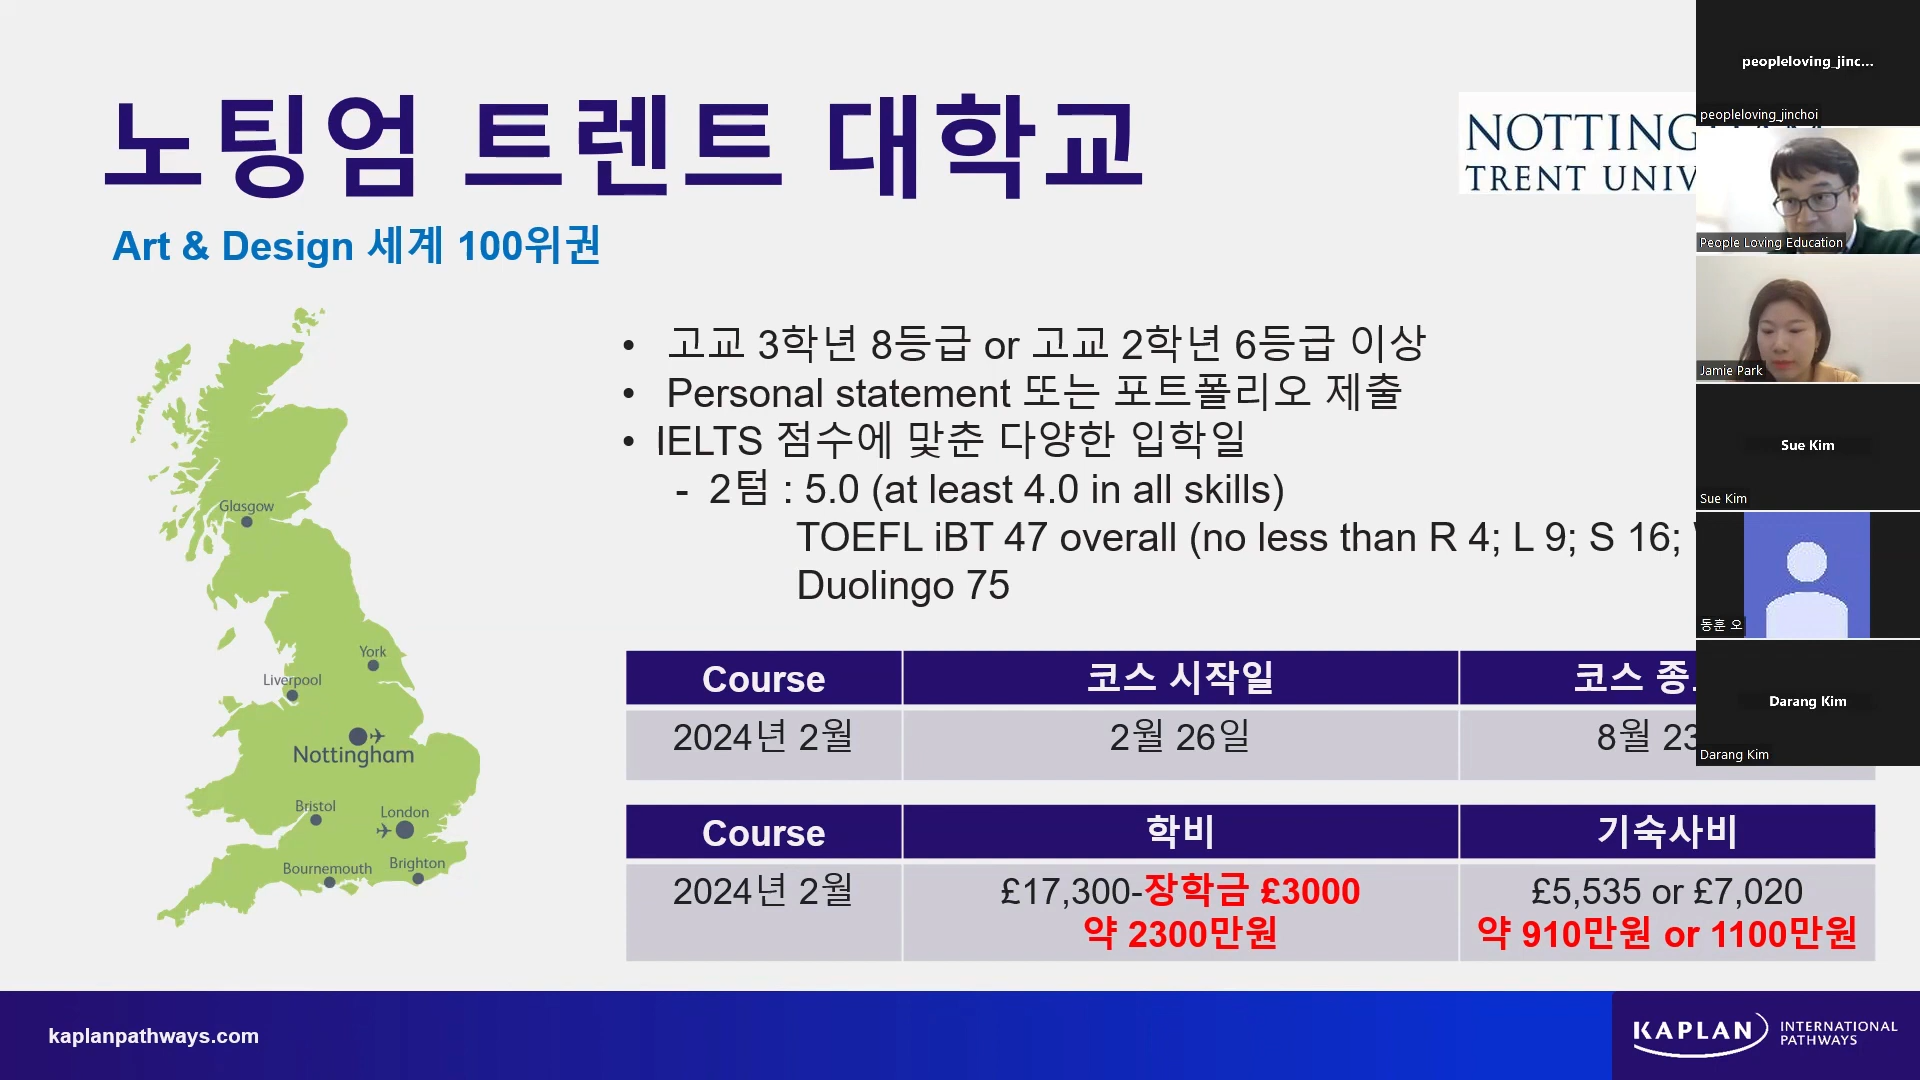 노팅엄 트렌트 대학교
Art & Design 세계 100위권
NOTTING
TRENT UNIV
• 고교 3학년 8등급 or 고교 2학년 6등급 이상
• Personal statement 또는 포트폴리오 제출
• IELTS 점수에 맞춘 다양한 입학일
- 2텀 : 5.0 (at least 4.0 in all skills)
TOEFL iBT 47 overall (no less than R 4; L 9; S 16;
Duolingo 75
Glasgow
York
Liverpool
Nottingham
Bristol
London
Bournemouth
Brighton
Course 코스 시작일 코스 종
2024년 2월 2월 26일 8월 23
Course 학비 기숙사비
2024년 2월 £17,300-장학금 £3000 £5,535 or £7,020
약 2300만원 약 910만원 or 1100만원
kaplanpathways.com
KAPLAN INTERNATIONAL
PATHWAYS
peopleloving_jinc...
peopleloving_jinchoi
People Loving Education
Jamie Park
Sue Kim
Sue Kim
동훈 오
Darang Kim
Darang Kim